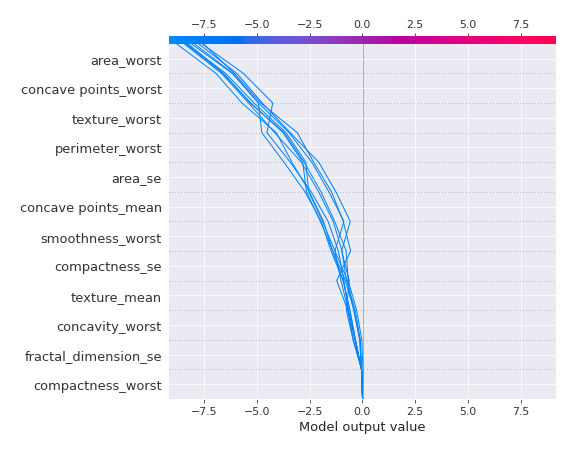 −7.5 −5.0 −2.5 0.0 2.5 5.0 7.5
area_worst
concave points_worst
texture_worst
perimeter_worst
area_se
concave points_mean
smoothness_worst
compactness_se
texture_mean
concavity_worst
fractal_dimension_se
compactness_worst
−7.5 −5.0 −2.5 0.0 2.5 5.0 7.5
Model output value